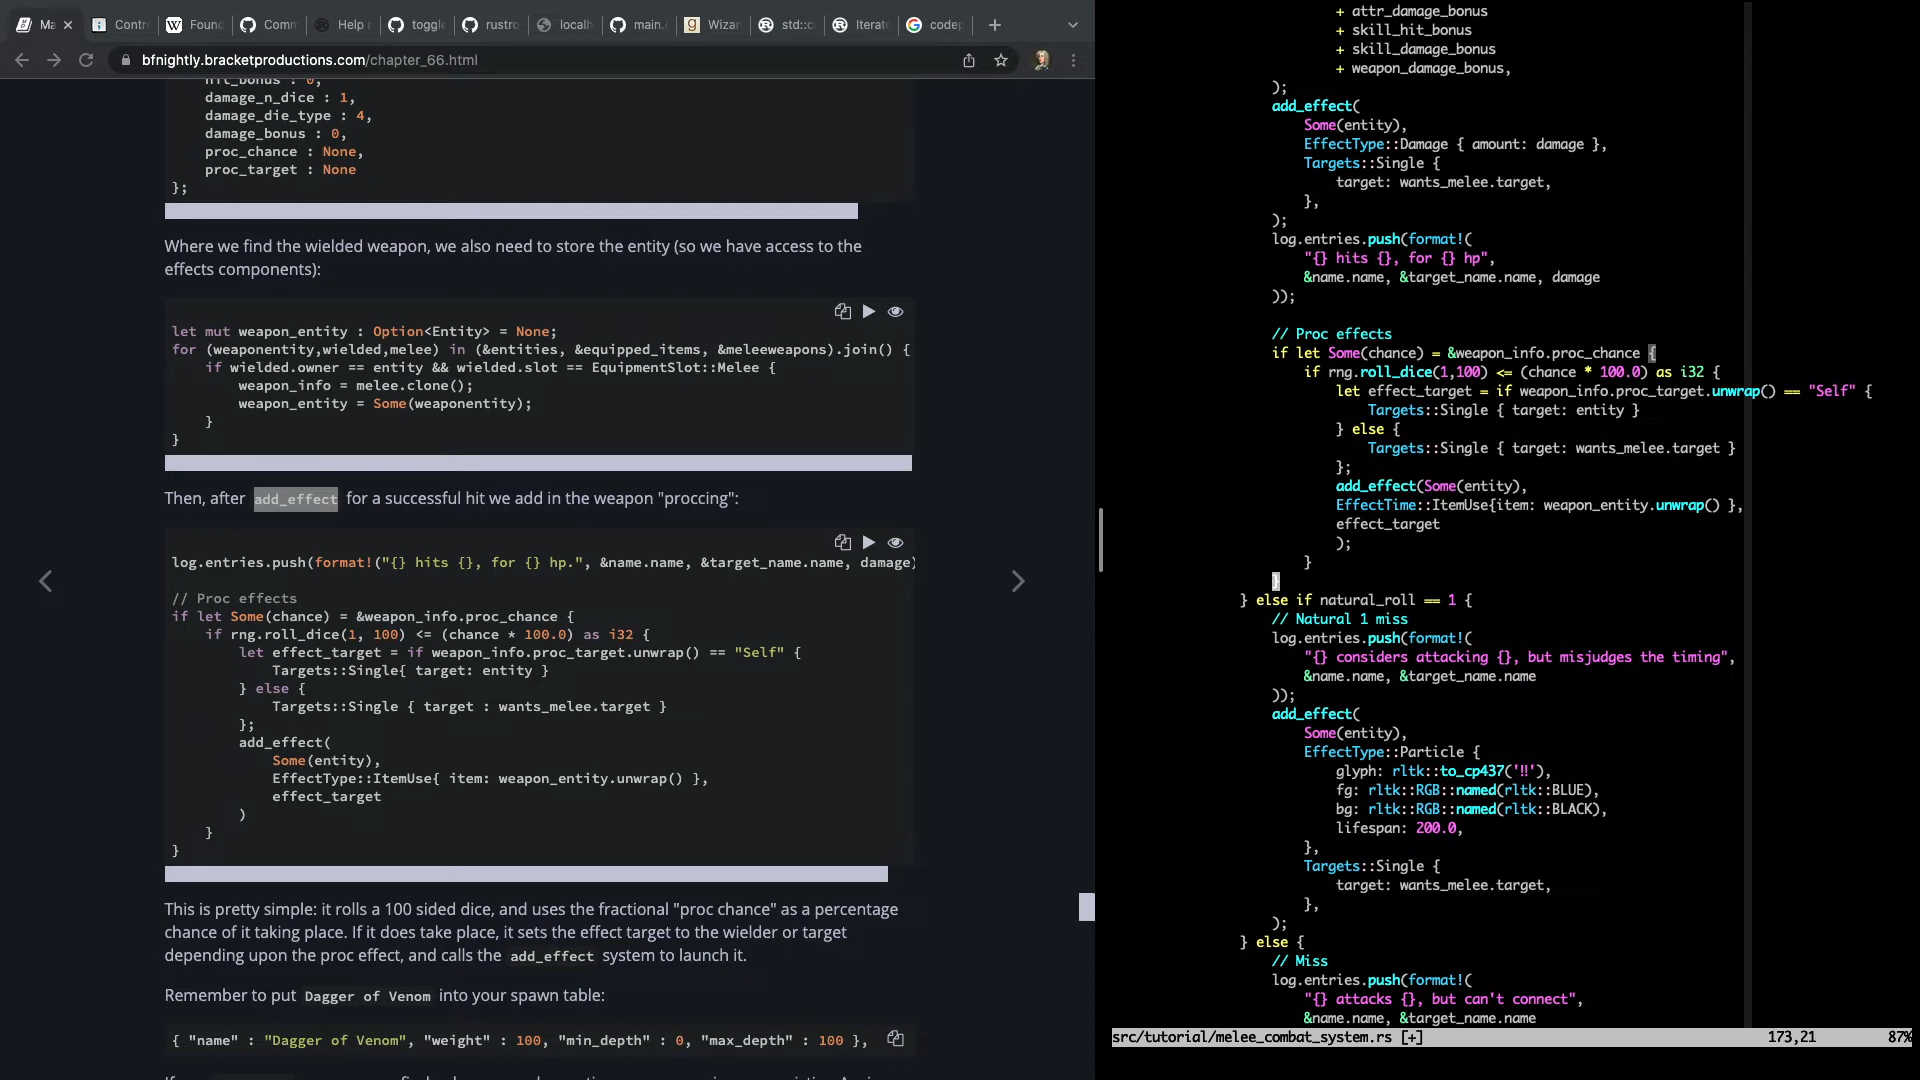 Ma
Contr
Found
Comm
Help r
toggle
rustro
localh
main.
Wizar
std::c
Iterat
codep
bfnightly.bracketproductions.com/chapter_66.html
hit_bonus : 0,
damage_n_dice : 1,
damage_die_type : 4,
damage_bonus : 0,
proc_chance : None,
proc_target : None
};
Where we find the wielded weapon, we also need to store the entity (so we have access to the
effects components):
let mut weapon_entity : Option<Entity> = None;
for (weaponentity,wielded,melee) in (&entities, &equipped_items, &meleeweapons).join() {
if wielded.owner == entity && wielded.slot == EquipmentSlot::Melee {
weapon_info = melee.clone();
weapon_entity = Some(weaponentity);
}
}
Then, after add_effect for a successful hit we add in the weapon "proccing":
log.entries.push(format!("{} hits {}, for {} hp.", &name.name, &target_name.name, damage)
// Proc effects
if let Some(chance) = &weapon_info.proc_chance {
if rng.roll_dice(1, 100) <= (chance * 100.0) as i32 {
let effect_target = if weapon_info.proc_target.unwrap() == "Self" {
Targets::Single{ target: entity }
} else {
Targets::Single { target : wants_melee.target }
};
add_effect(
Some(entity),
EffectType::ItemUse{ item: weapon_entity.unwrap() },
effect_target
)
}
}
This is pretty simple: it rolls a 100 sided dice, and uses the fractional "proc chance" as a percentage
chance of it taking place. If it does take place, it sets the effect target to the wielder or target
depending upon the proc effect, and calls the add_effect system to launch it.
Remember to put Dagger of Venom into your spawn table:
{ "name" : "Dagger of Venom", "weight" : 100, "min_depth" : 0, "max_depth" : 100 },
+ attr_damage_bonus
+ skill_hit_bonus
+ skill_damage_bonus
+ weapon_damage_bonus,
);
add_effect(
Some(entity),
EffectType::Damage { amount: damage },
Targets::Single {
target: wants_melee.target,
},
);
log.entries.push(format!(
"{} hits {}, for {} hp",
&name.name, &target_name.name, damage
));
// Proc effects
if let Some(chance) = &weapon_info.proc_chance {
if rng.roll_dice(1,100) <= (chance * 100.0) as i32 {
let effect_target = if weapon_info.proc_target.unwrap() == "Self" {
Targets::Single { target: entity }
} else {
Targets::Single { target: wants_melee.target }
};
add_effect(Some(entity),
EffectTime::ItemUse{item: weapon_entity.unwrap() },
effect_target
);
}
}
} else if natural_roll == 1 {
// Natural 1 miss
log.entries.push(format!(
"{} considers attacking {}, but misjudges the timing",
&name.name, &target_name.name
));
add_effect(
Some(entity),
EffectType::Particle {
glyph: rltk::to_cp437('‼'),
fg: rltk::RGB::named(rltk::BLUE),
bg: rltk::RGB::named(rltk::BLACK),
lifespan: 200.0,
},
Targets::Single {
target: wants_melee.target,
},
);
} else {
// Miss
log.entries.push(format!(
"{} attacks {}, but can't connect",
&name.name, &target_name.name
src/tutorial/melee_combat_system.rs [+] 173,21 87%